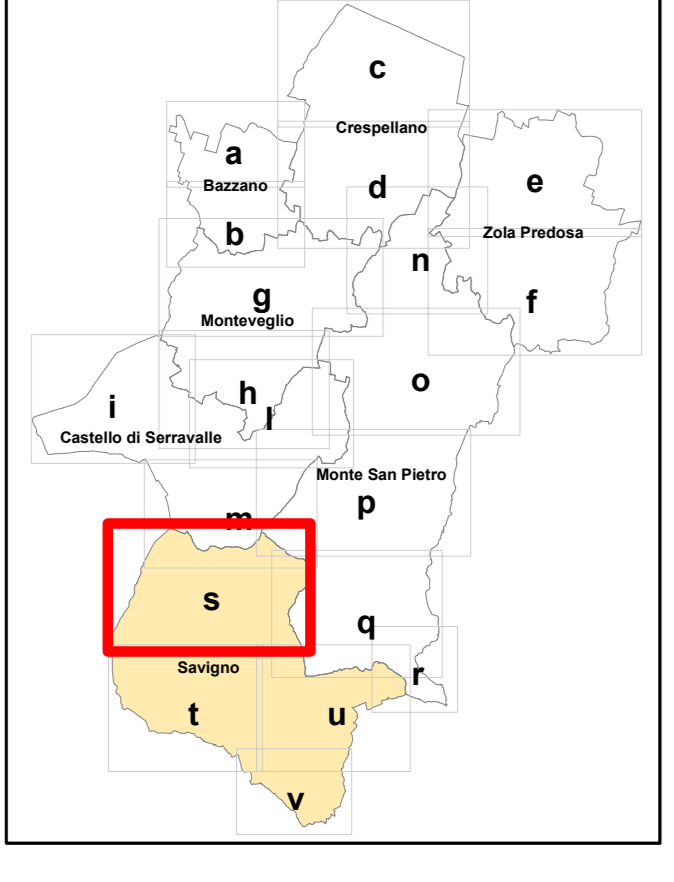 c
Crespellano
a
e
Bazzano
d
b
Zola Predosa
n
g
f
Monteveglio
o
h
i
l
Castello di Serravalle
Monte San Pietro
p
m
s
q
Savigno
r
t
u
v